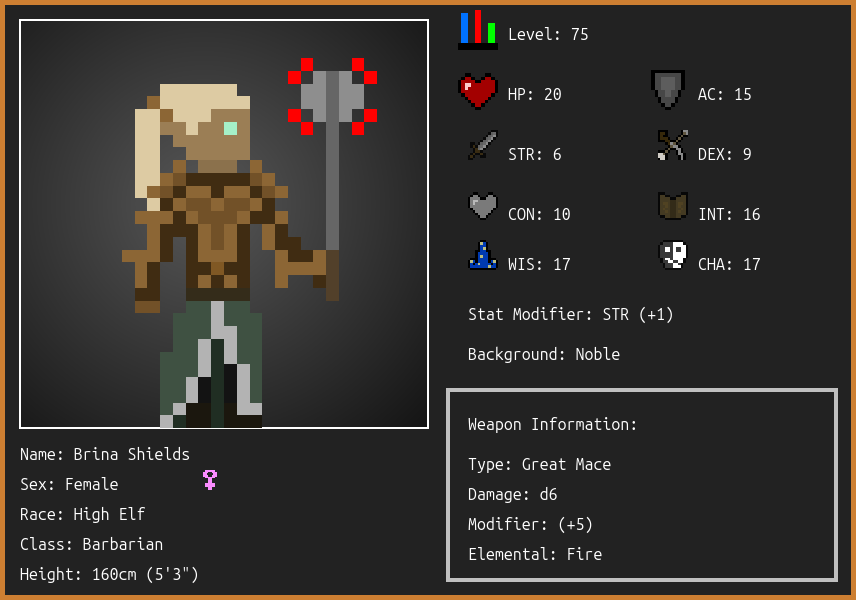 Level: 75
HP: 20
AC: 15
STR: 6
DEX: 9
CON: 10
INT: 16
WIS: 17
CHA: 17
Stat Modifier: STR (+1)
Background: Noble
Weapon Information:
Type: Great Mace
Damage: d6
Modifier: (+5)
Elemental: Fire
Name: Brina Shields
Sex: Female
Race: High Elf
Class: Barbarian
Height: 160cm (5'3")